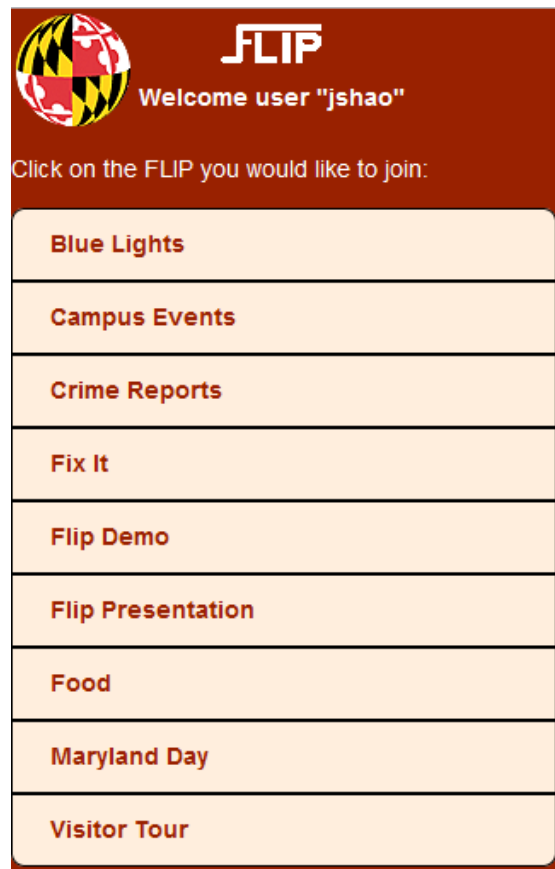 FLIP
Welcome user "jshao"
Click on the FLIP you would like to join:
Blue Lights
Campus Events
Crime Reports
Fix It
Flip Demo
Flip Presentation
Food
Maryland Day
Visitor Tour